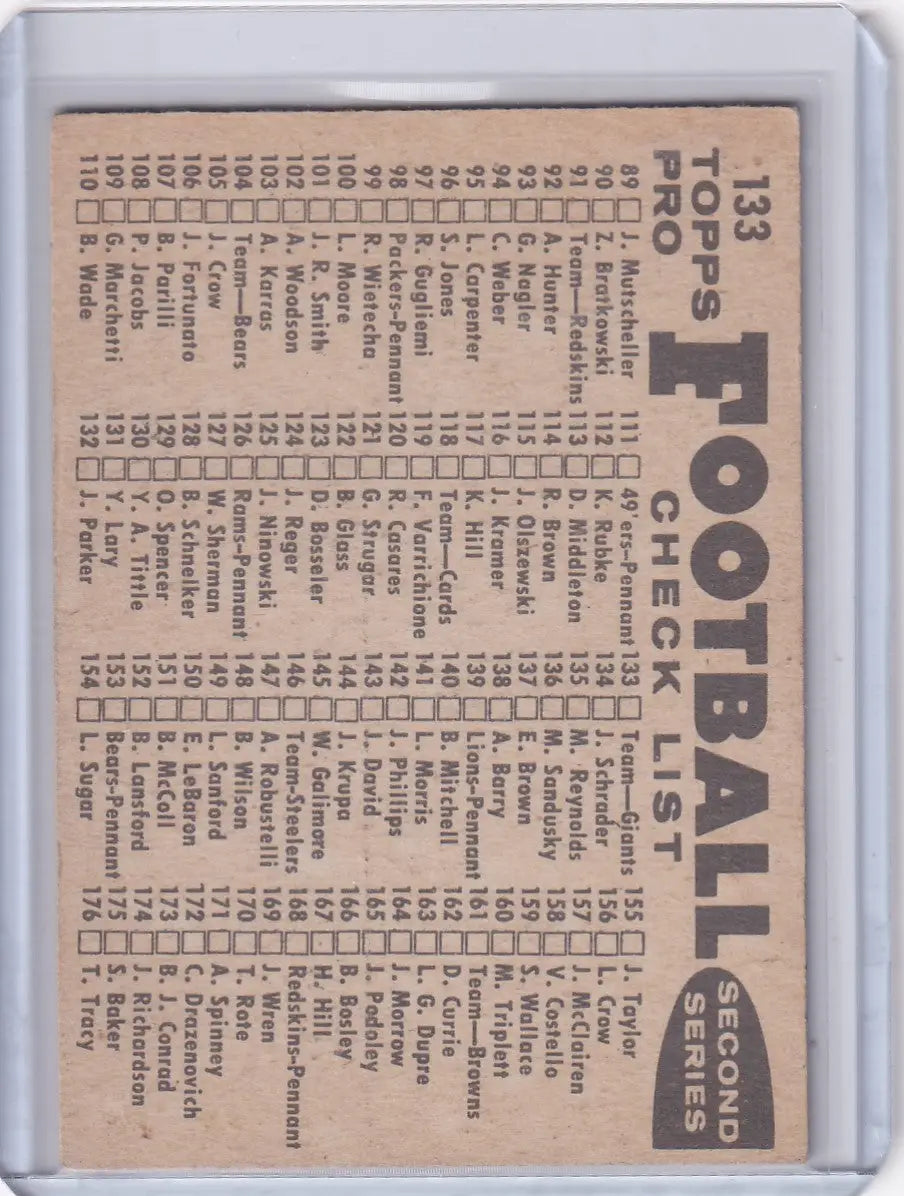 133
TOPPS FOOTBALL SECOND
PRO CHECK LIST SERIES
89 J. Mutscheller
90 Z. Bratkowski
91 Team—Redskins
92 A. Hunter
93 G. Nagler
94 C. Weber
95 L. Carpenter
96 S. Jones
97 R. Gugliemi
98 Packers-Pennant
99 R. Wietecha
100 L. Moore
101 J. R. Smith
102 A. Woodson
103 A. Karras
104 Team—Bears
105 J. Crow
106 J. Fortunato
107 B. Parilli
108 P. Jacobs
109 G. Marchetti
110 B. Wade
111 49'ers-Pennant
112 K. Rubke
113 D. Middleton
114 R. Brown
115 J. Olszewski
116 J. Kramer
117 K. Hill
118 Team—Cards
119 F. Varrichione
120 R. Casares
121 G. Strugar
122 B. Glass
123 D. Bosseler
124 J. Reger
125 J. Ninowski
126 Rams-Pennant
127 W. Sherman
128 B. Schnelker
129 O. Spencer
130 Y. A. Tittle
131 Y. Lary
132 J. Parker
133 Team—Giants
134 J. Schrader
135 M. Reynolds
136 M. Sandusky
137 E. Brown
138 A. Barry
139 Lions-Pennant
140 B. Mitchell
141 L. Morris
142 J. Phillips
143 J. David
144 J. Krupa
145 W. Galimore
146 Team-Steelers
147 A. Robustelli
148 B. Wilson
149 L. Sanford
150 E. LeBaron
151 B. McColl
152 B. Lansford
153 Bears-Pennant
154 L. Sugar
155 J. Taylor
156 L. Crow
157 J. McClairen
158 V. Costello
159 S. Wallace
160 M. Triplett
161 Team—Browns
162 D. Currie
163 L. G. Dupre
164 J. Morrow
165 J. Podoley
166 B. Bosley
167 H. Hill
168 Redskins-Pennant
169 J. Wren
170 T. Rote
171 A. Spinney
172 C. Drazenovich
173 B. J. Conrad
174 J. Richardson
175 S. Baker
176 T. Tracy